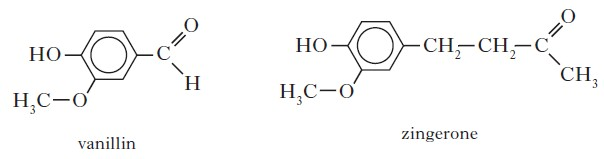 O
HO C
H
H₃C–O
vanillin
O
HO –CH₂–CH₂–C
CH₃
H₃C–O
zingerone